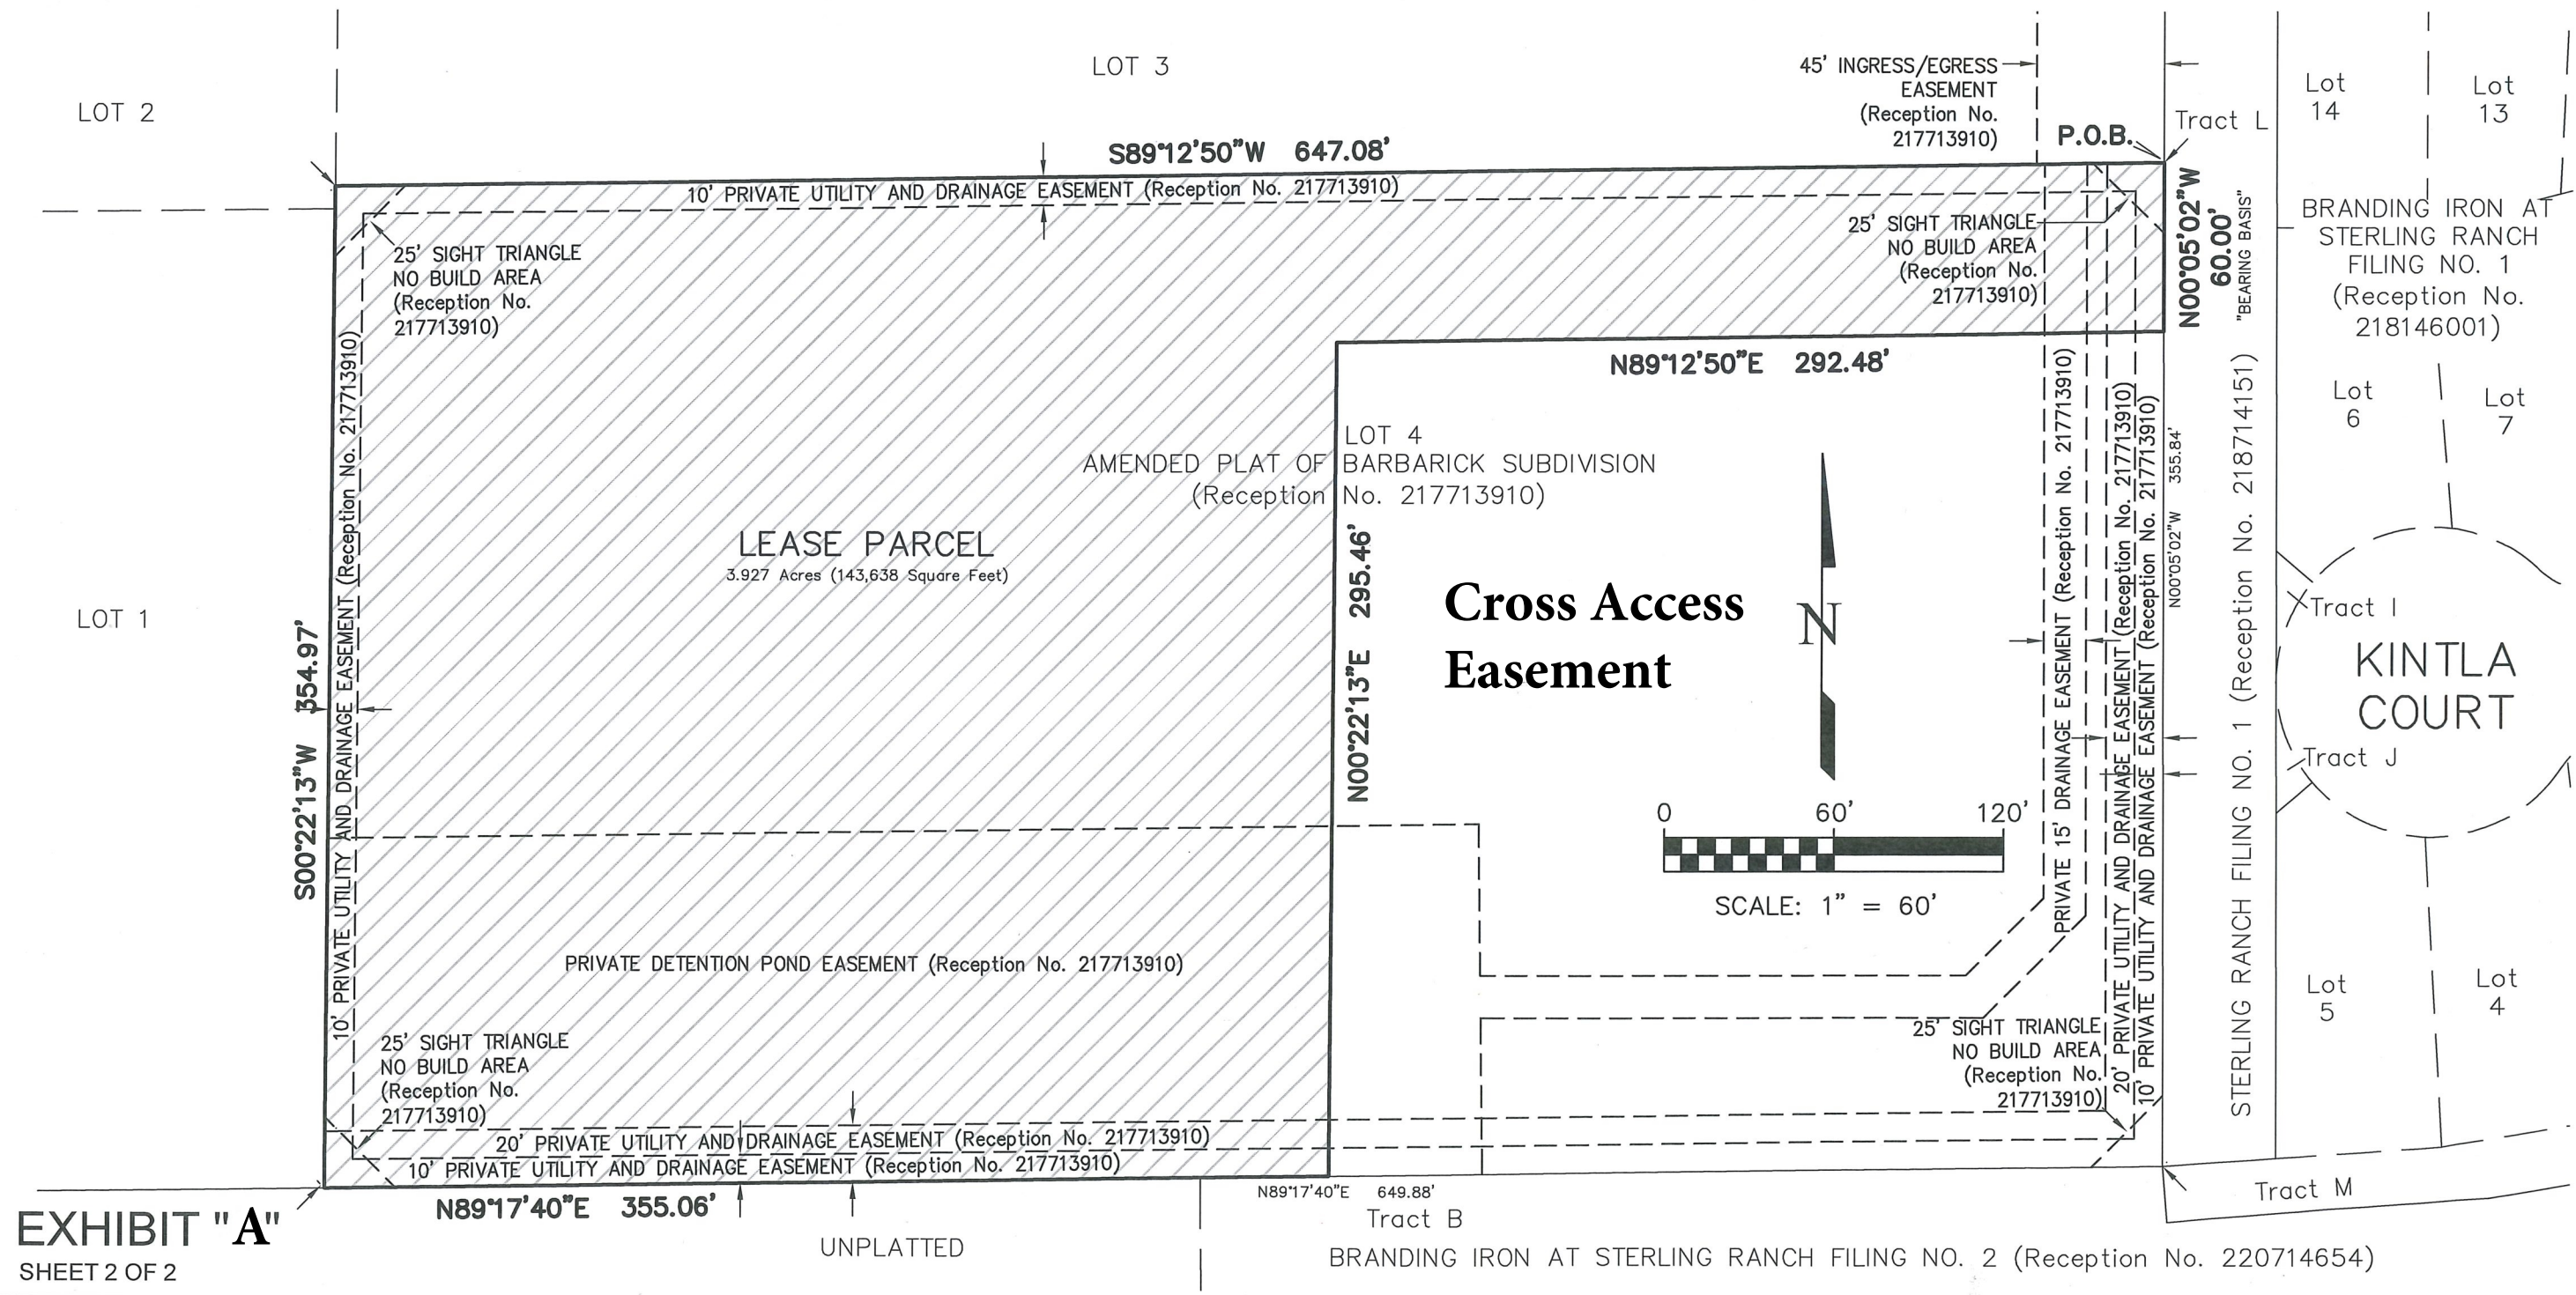 LOT 3
LOT 2
45' INGRESS/EGRESS
EASEMENT
(Reception No.
217713910)
P.O.B.
Tract L
Lot
14
Lot
13
S89°12'50"W 647.08'
10' PRIVATE UTILITY AND DRAINAGE EASEMENT (Reception No. 217713910)
25' SIGHT TRIANGLE
NO BUILD AREA
(Reception No.
217713910)
25' SIGHT TRIANGLE
NO BUILD AREA
(Reception No.
217713910)
N00°05'02"W
60.00'
"BEARING BASIS"
BRANDING IRON AT
STERLING RANCH
FILING NO. 1
(Reception No.
218146001)
N89°12'50"E 292.48'
Lot
6
Lot
7
LOT 4
AMENDED PLAT OF BARBARICK SUBDIVISION
(Reception No. 217713910)
LEASE PARCEL
3.927 Acres (143,638 Square Feet)
LOT 1
S00°22'13"W 354.97'
10' PRIVATE UTILITY AND DRAINAGE EASEMENT (Reception No. 217713910)
N00°22'13"E 295.46'
Cross Access
Easement
N
0 60' 120'
SCALE: 1" = 60'
PRIVATE 15' DRAINAGE EASEMENT (Reception No. 217713910)
20' PRIVATE UTILITY AND DRAINAGE EASEMENT (Reception No. 217713910)
10' PRIVATE UTILITY AND DRAINAGE EASEMENT (Reception No. 217713910)
N00°05'02"W 355.84'
STERLING RANCH FILING NO. 1 (Reception No. 218714151)
Tract I
KINTLA
COURT
Tract J
PRIVATE DETENTION POND EASEMENT (Reception No. 217713910)
Lot
5
Lot
4
25' SIGHT TRIANGLE
NO BUILD AREA
(Reception No.
217713910)
25' SIGHT TRIANGLE
NO BUILD AREA
(Reception No.
217713910)
20' PRIVATE UTILITY AND DRAINAGE EASEMENT (Reception No. 217713910)
10' PRIVATE UTILITY AND DRAINAGE EASEMENT (Reception No. 217713910)
N89°17'40"E 355.06'
N89°17'40"E 649.88'
Tract B
Tract M
EXHIBIT "A"
SHEET 2 OF 2
UNPLATTED
BRANDING IRON AT STERLING RANCH FILING NO. 2 (Reception No. 220714654)